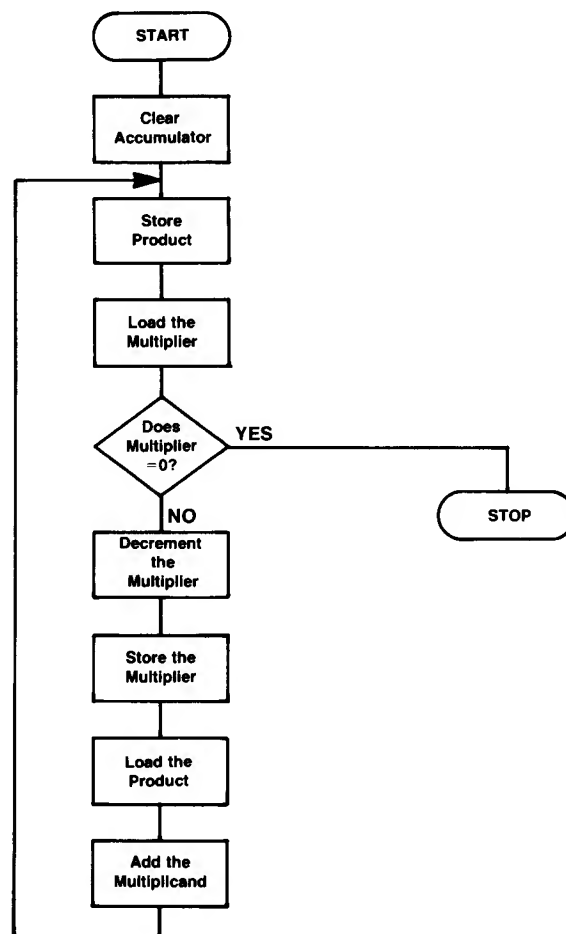 START
Clear
Accumulator
Store
Product
Load the
Multiplier
Does
Multiplier
=0?
YES
STOP
NO
Decrement
the
Multiplier
Store the
Multiplier
Load the
Product
Add the
Multiplicand